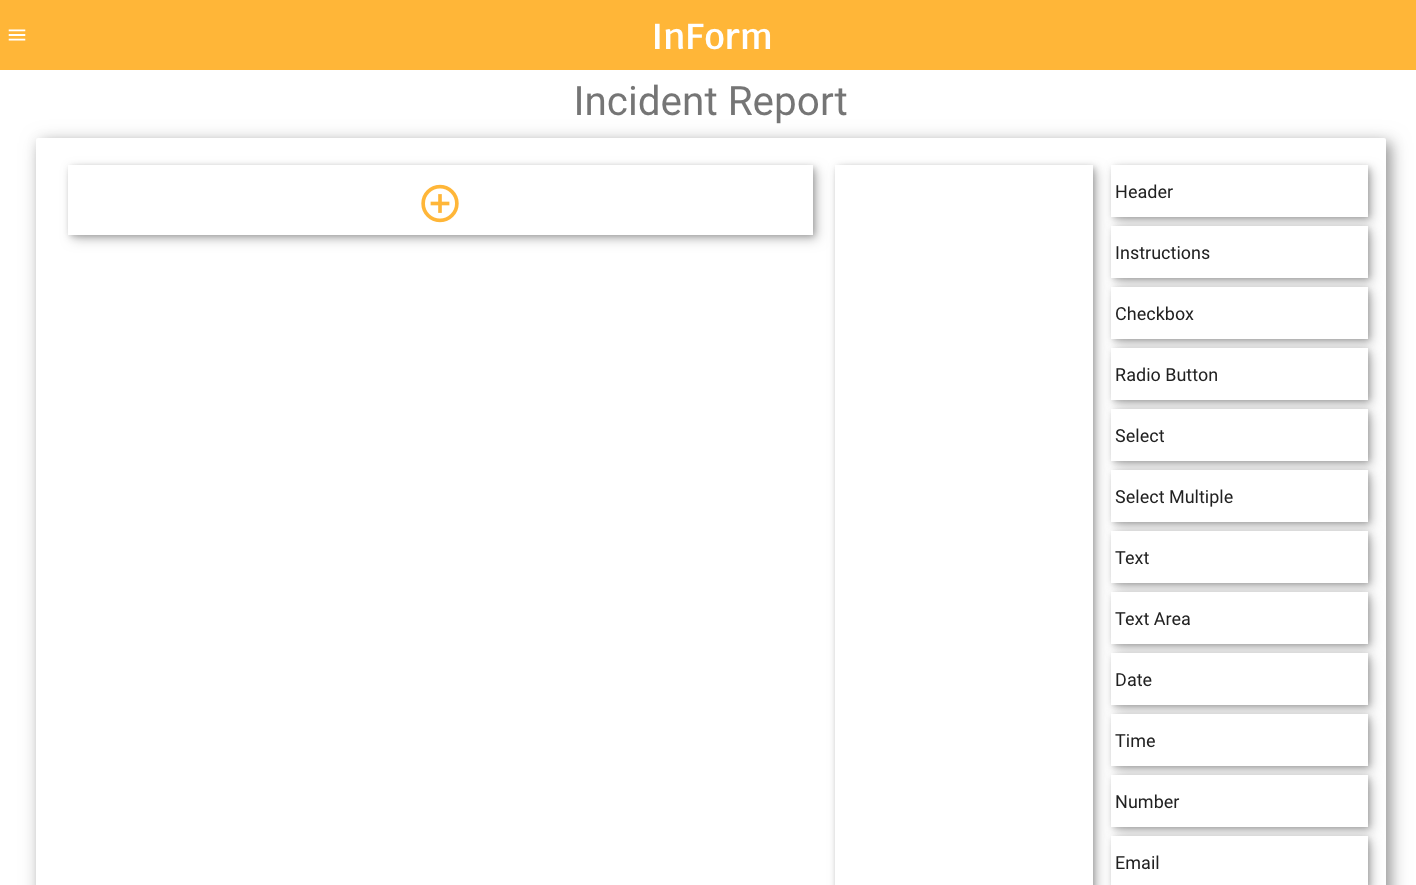 InForm
Incident Report
Header
Instructions
Checkbox
Radio Button
Select
Select Multiple
Text
Text Area
Date
Time
Number
Email